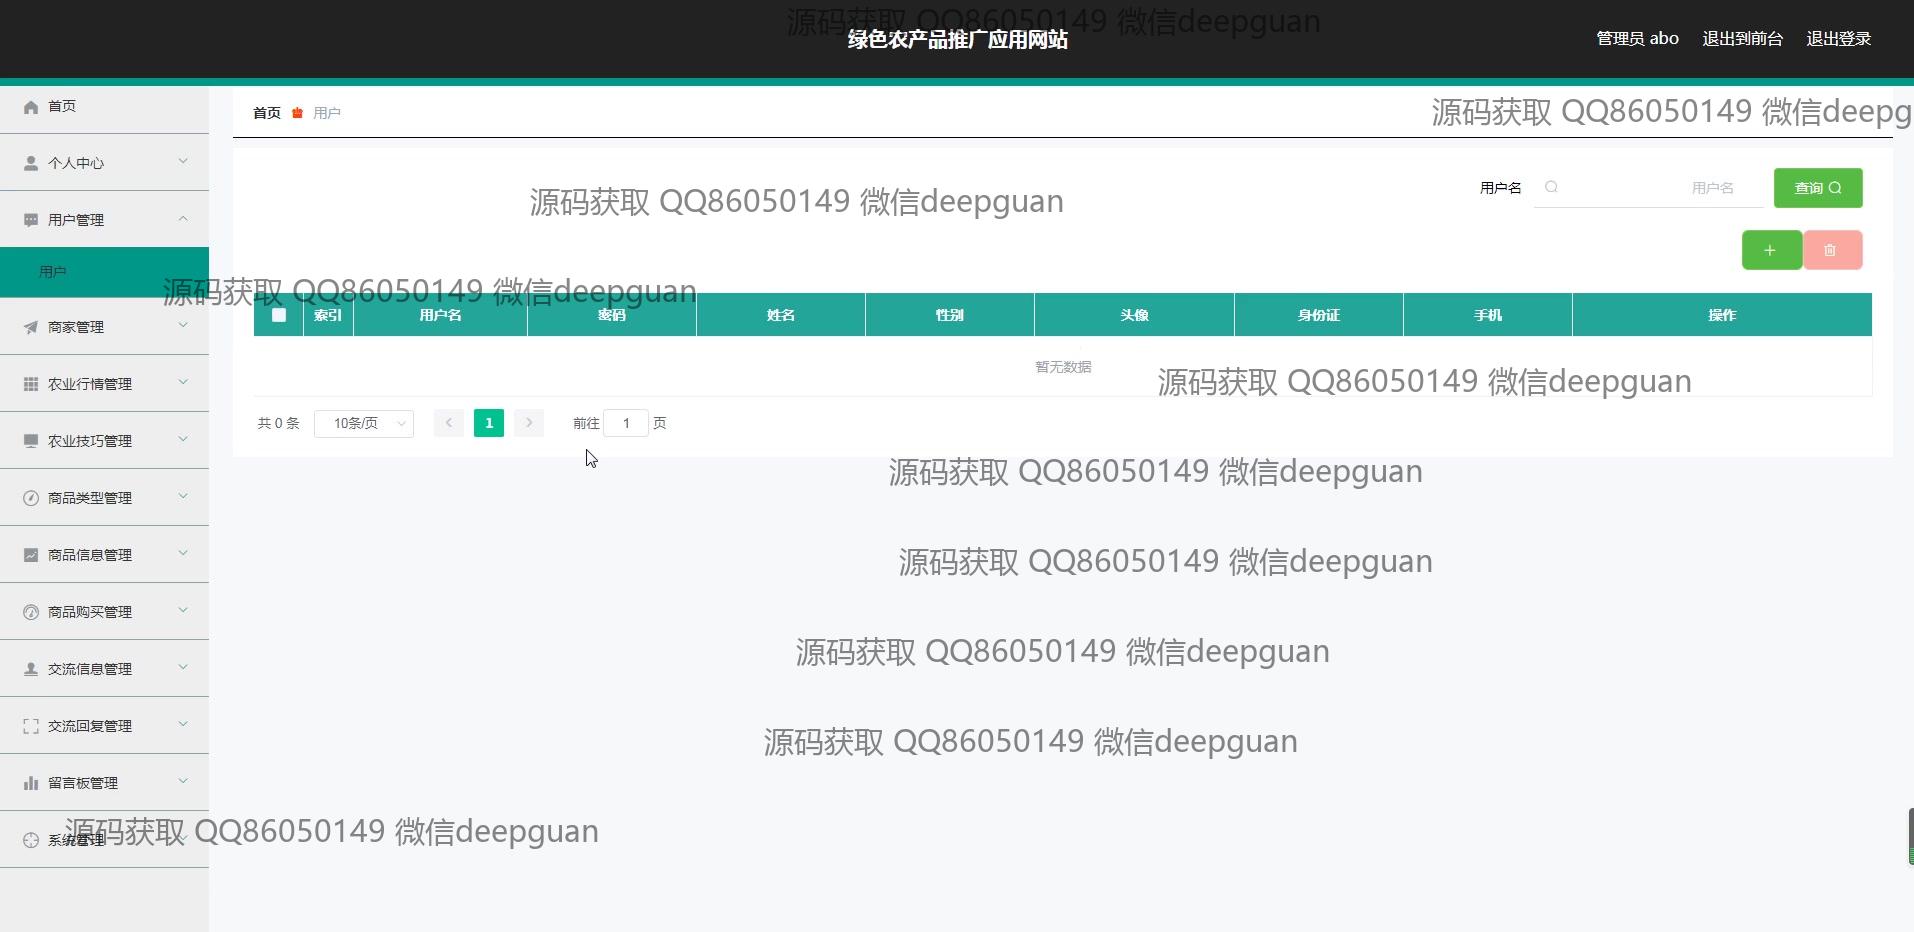 源码获取 QQ86050149 微信deepguan
绿色农产品推广应用网站
管理员 abo 退出到前台 退出登录
首页
个人中心
用户管理
用户
商家管理
农业行情管理
农业技巧管理
商品类型管理
商品信息管理
商品购买管理
交流信息管理
交流回复管理
留言板管理
系统管理
首页 用户
源码获取 QQ86050149 微信deepg
源码获取 QQ86050149 微信deepguan
用户名 用户名 查询
+
源码获取 QQ86050149 微信deepguan
索引 用户名 密码 姓名 性别 头像 身份证 手机 操作
暂无数据
源码获取 QQ86050149 微信deepguan
共 0 条 10条/页 1 前往 1 页
源码获取 QQ86050149 微信deepguan
源码获取 QQ86050149 微信deepguan
源码获取 QQ86050149 微信deepguan
源码获取 QQ86050149 微信deepguan
源码获取 QQ86050149 微信deepguan